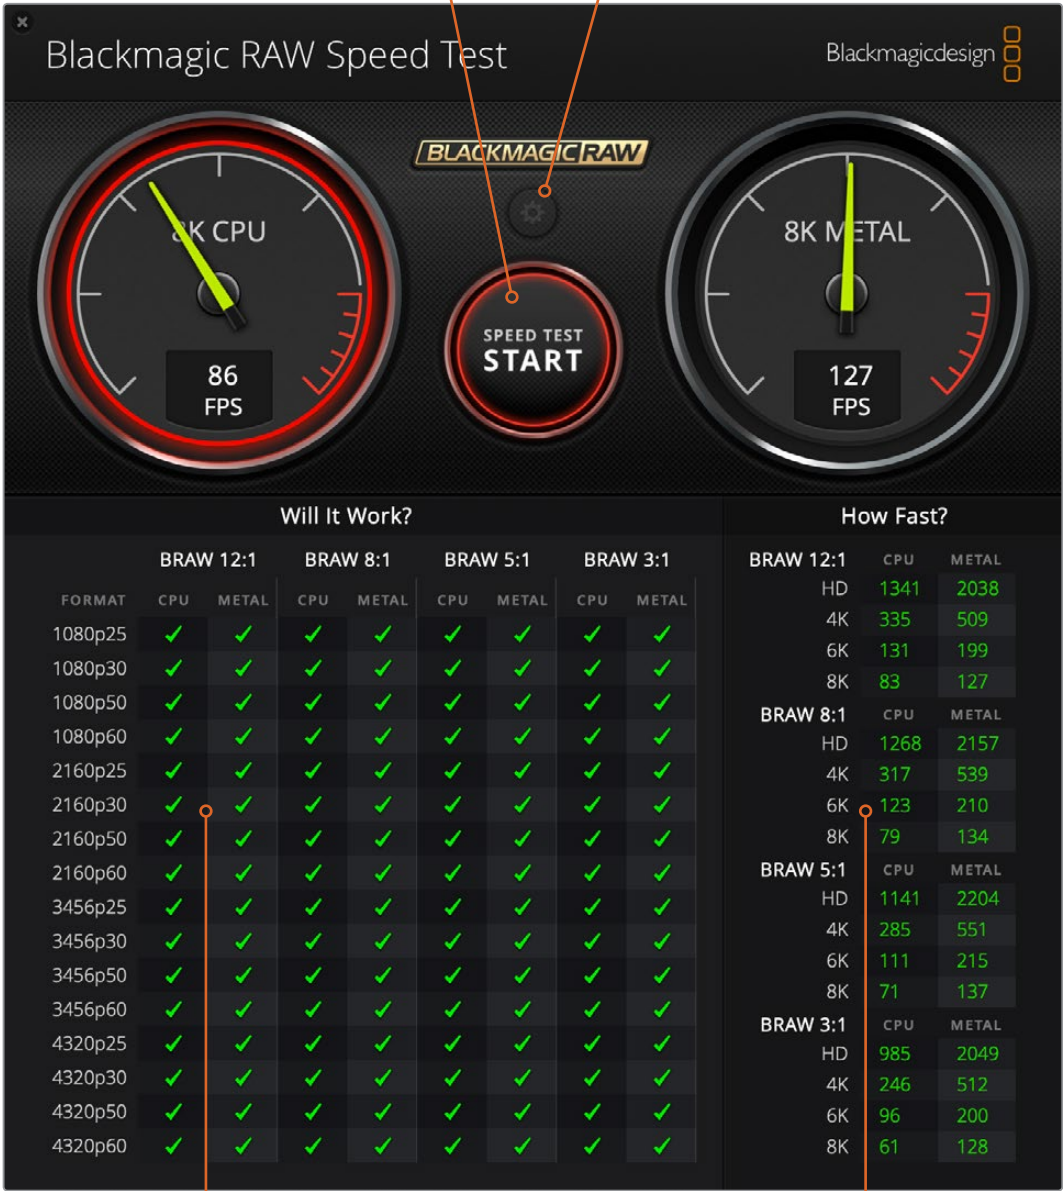 Blackmagic RAW Speed Test
Blackmagicdesign
BLACKMAGIC RAW
8K CPU
86
FPS
SPEED TEST
START
8K METAL
127
FPS
Will It Work?
BRAW 12:1 BRAW 8:1 BRAW 5:1 BRAW 3:1
FORMAT CPU METAL CPU METAL CPU METAL CPU METAL
1080p25
1080p30
1080p50
1080p60
2160p25
2160p30
2160p50
2160p60
3456p25
3456p30
3456p50
3456p60
4320p25
4320p30
4320p50
4320p60
How Fast?
BRAW 12:1 CPU METAL
HD 1341 2038
4K 335 509
6K 131 199
8K 83 127
BRAW 8:1 CPU METAL
HD 1268 2157
4K 317 539
6K 123 210
8K 79 134
BRAW 5:1 CPU METAL
HD 1141 2204
4K 285 551
6K 111 215
8K 71 137
BRAW 3:1 CPU METAL
HD 985 2049
4K 246 512
6K 96 200
8K 61 128